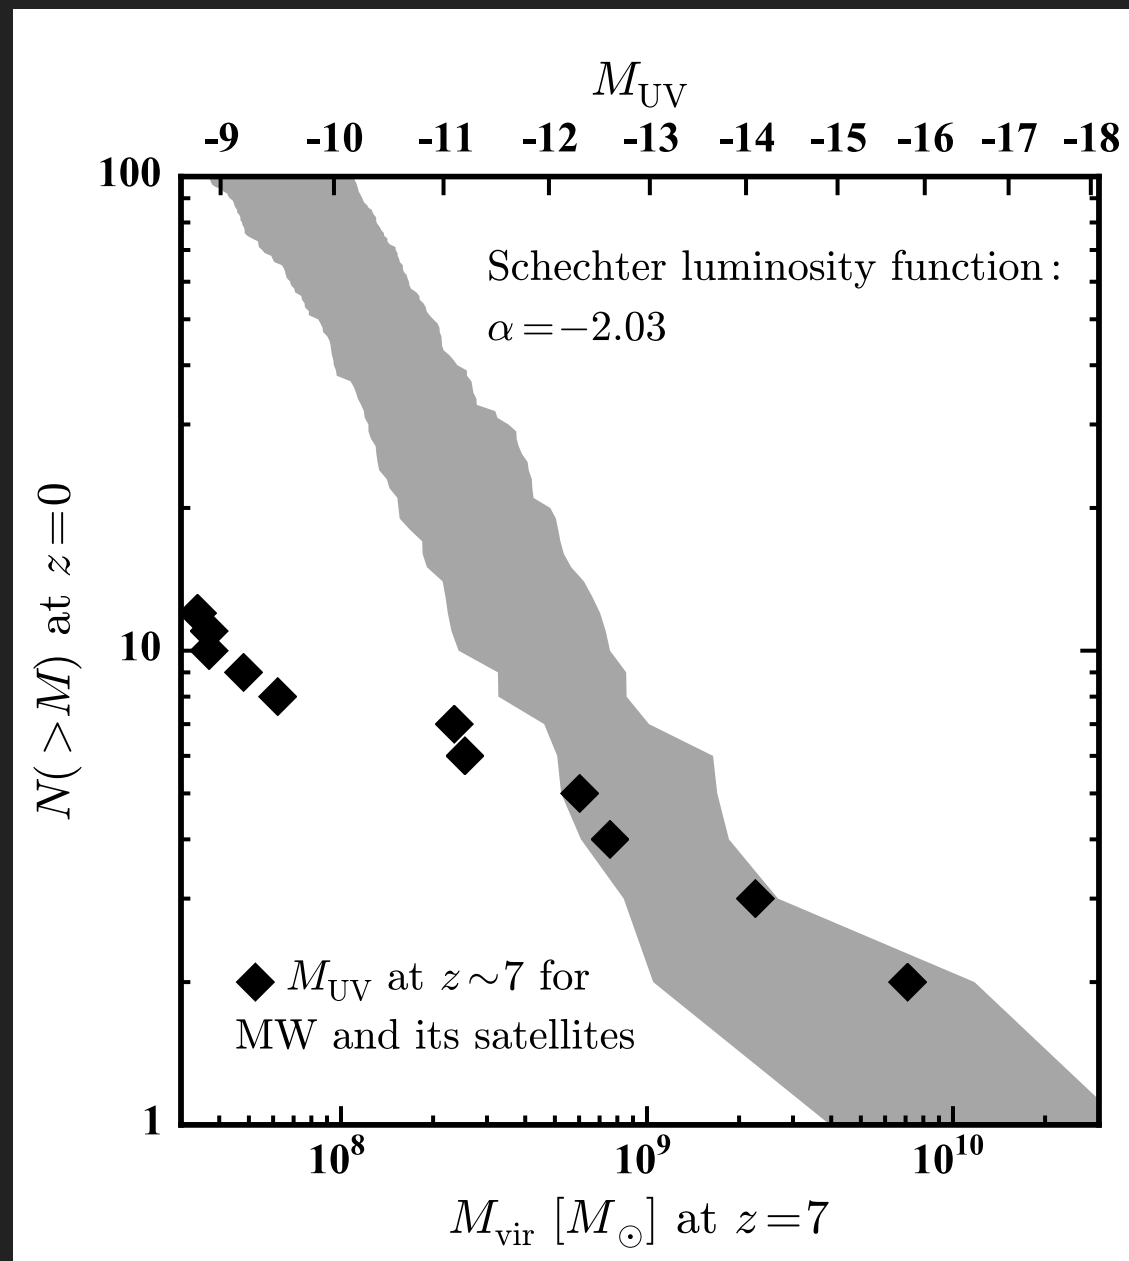 M_UV
-9 -10 -11 -12 -13 -14 -15 -16 -17 -18
100
Schechter luminosity function:
α=−2.03
N(>M) at z=0
10
M_UV at z∼7 for
MW and its satellites
1
10^8 10^9 10^10
M_vir [M_⊙] at z=7